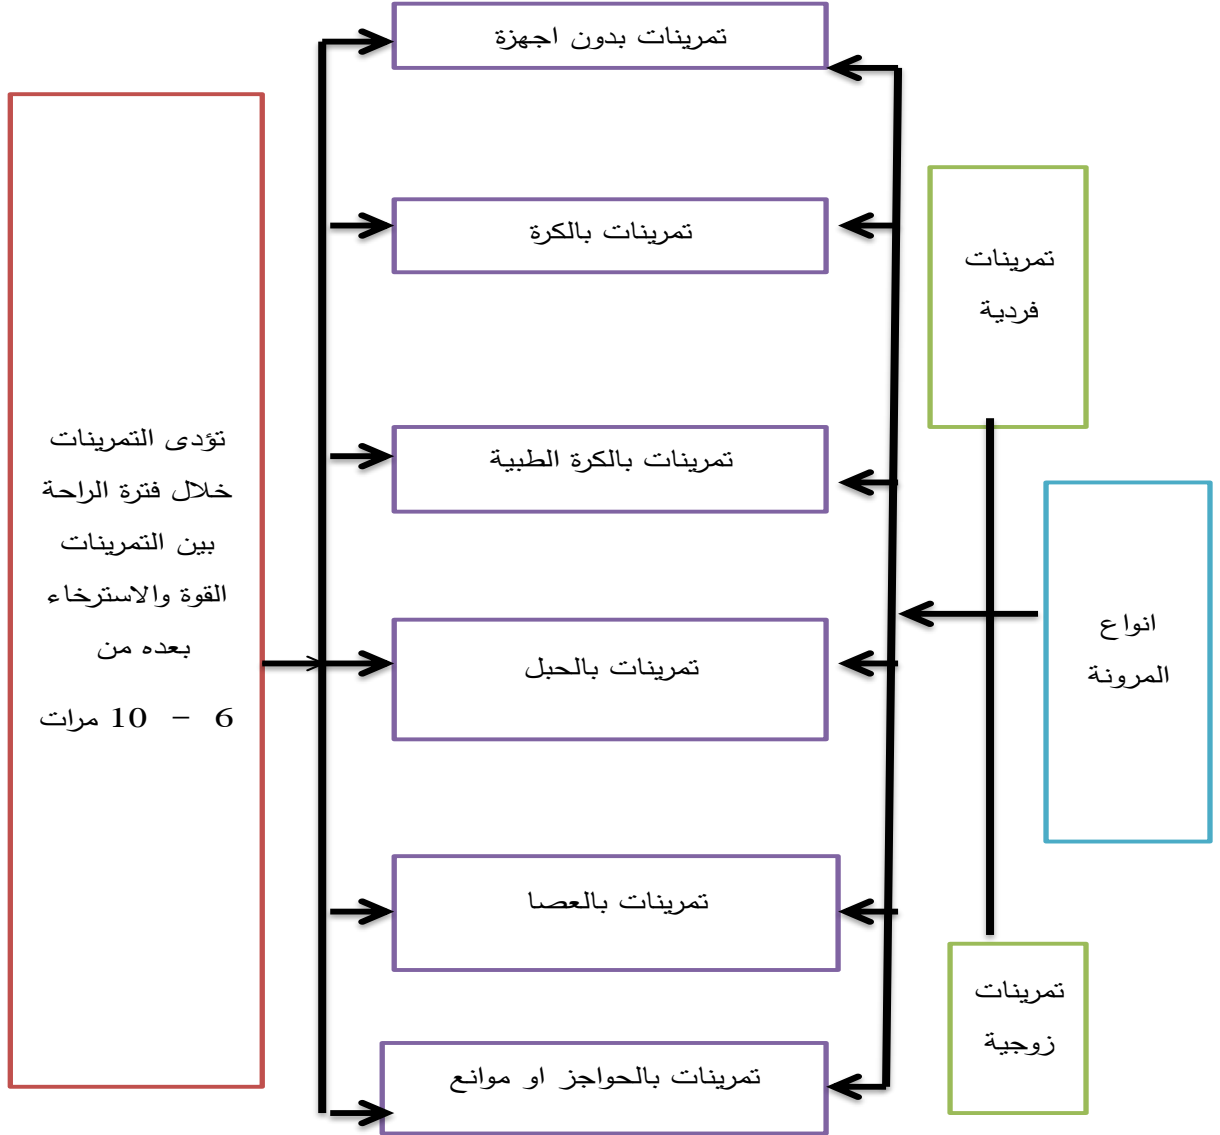 تمرينات بدون اجهزة
تمرينات بالكرة
تمرينات
فردية
تؤدى التمرينات
خلال فترة الراحة
بين التمرينات
القوة والاسترخاء
بعده من
6 – 10 مرات
تمرينات بالكرة الطبية
انواع
المرونة
تمرينات بالحبل
تمرينات بالعصا
تمرينات
زوجية
تمرينات بالحواجز او موانع